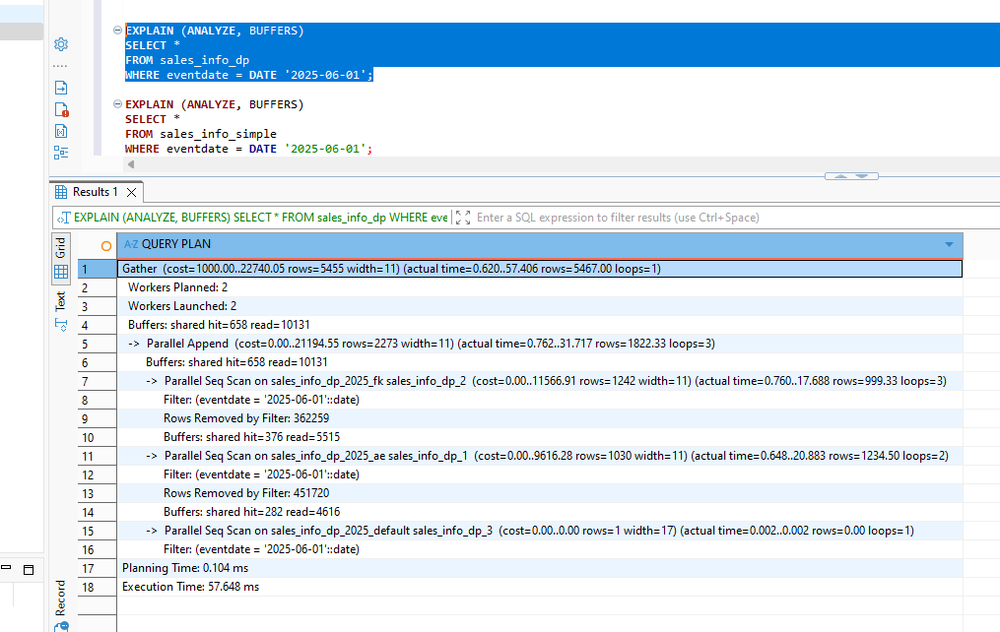 EXPLAIN (ANALYZE, BUFFERS)
SELECT *
FROM sales_info_dp
WHERE eventdate = DATE '2025-06-01';
EXPLAIN (ANALYZE, BUFFERS)
SELECT *
FROM sales_info_simple
WHERE eventdate = DATE '2025-06-01';
Results 1
EXPLAIN (ANALYZE, BUFFERS) SELECT * FROM sales_info_dp WHERE eve
Enter a SQL expression to filter results (use Ctrl+Space)
Grid
Text
Record
A-Z QUERY PLAN
1 Gather (cost=1000.00..22740.05 rows=5455 width=11) (actual time=0.620..57.406 rows=5467.00 loops=1)
2 Workers Planned: 2
3 Workers Launched: 2
4 Buffers: shared hit=658 read=10131
5 -> Parallel Append (cost=0.00..21194.55 rows=2273 width=11) (actual time=0.762..31.717 rows=1822.33 loops=3)
6 Buffers: shared hit=658 read=10131
7 -> Parallel Seq Scan on sales_info_dp_2025_fk sales_info_dp_2 (cost=0.00..11566.91 rows=1242 width=11) (actual time=0.760..17.688 rows=999.33 loops=3)
8 Filter: (eventdate = '2025-06-01'::date)
9 Rows Removed by Filter: 362259
10 Buffers: shared hit=376 read=5515
11 -> Parallel Seq Scan on sales_info_dp_2025_ae sales_info_dp_1 (cost=0.00..9616.28 rows=1030 width=11) (actual time=0.648..20.883 rows=1234.50 loops=2)
12 Filter: (eventdate = '2025-06-01'::date)
13 Rows Removed by Filter: 451720
14 Buffers: shared hit=282 read=4616
15 -> Parallel Seq Scan on sales_info_dp_2025_default sales_info_dp_3 (cost=0.00..0.00 rows=1 width=17) (actual time=0.002..0.002 rows=0.00 loops=1)
16 Filter: (eventdate = '2025-06-01'::date)
17 Planning Time: 0.104 ms
18 Execution Time: 57.648 ms